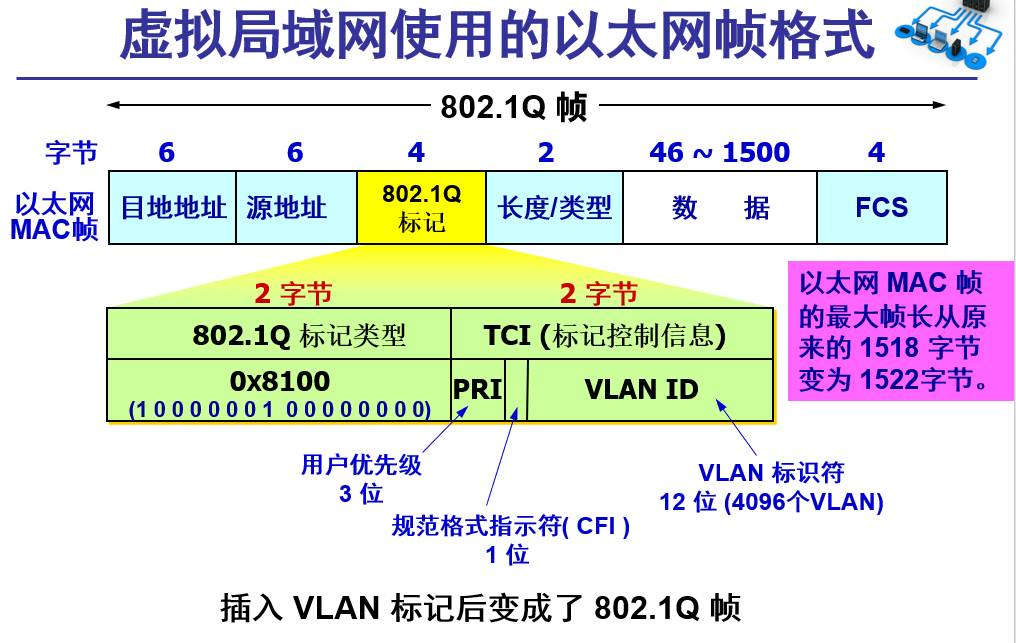 虚拟局域网使用的以太网帧格式
802.1Q 帧
字节 6 6 4 2 46 ~ 1500 4
以太网
MAC帧
目地地址 源地址 802.1Q
标记
长度/类型 数 据 FCS
2 字节 2 字节
802.1Q 标记类型 TCI (标记控制信息)
0x8100
(1 0 0 0 0 0 0 1 0 0 0 0 0 0 0 0)
PRI VLAN ID
以太网 MAC 帧
的最大帧长从原
来的 1518 字节
变为 1522字节。
用户优先级
3 位
规范格式指示符( CFI )
1 位
VLAN 标识符
12 位 (4096个VLAN)
插入 VLAN 标记后变成了 802.1Q 帧